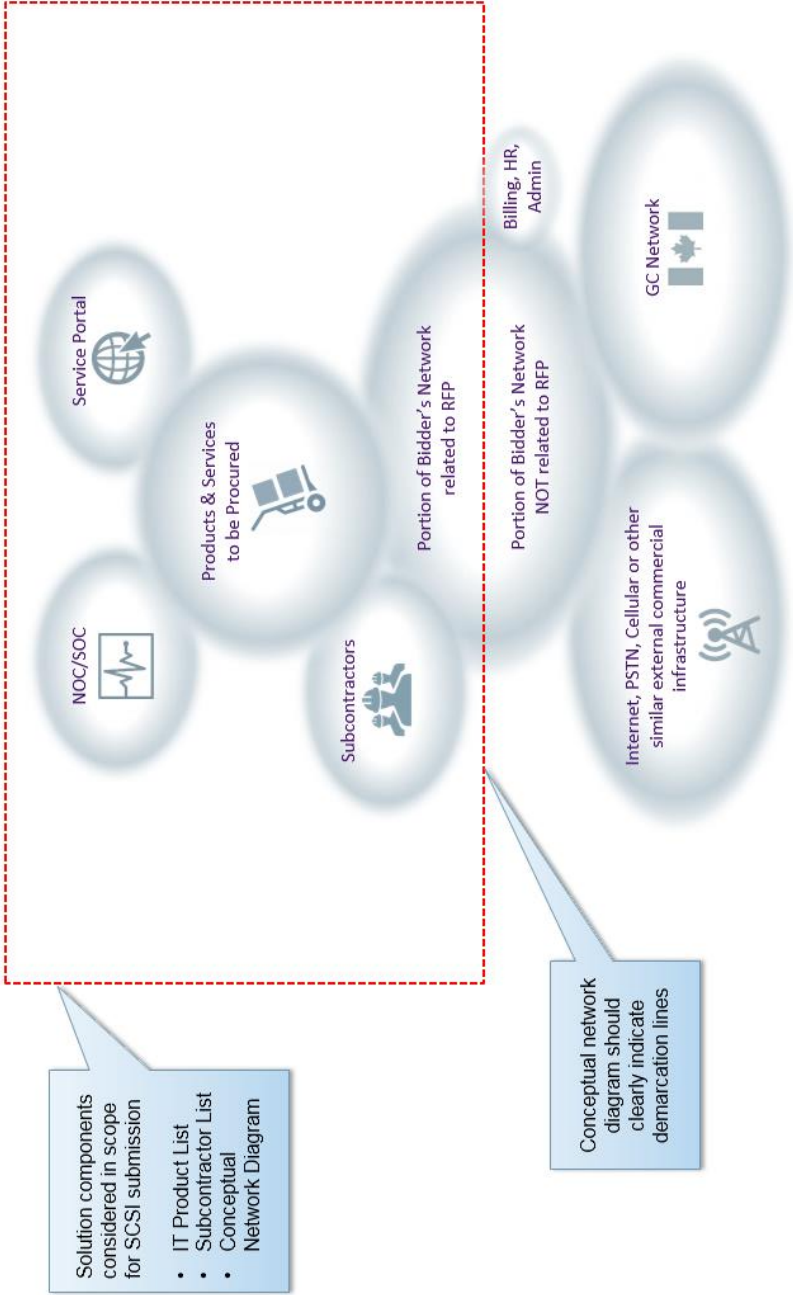 Solution components
considered in scope
for SCSI submission
• IT Product List
• Subcontractor List
• Conceptual
Network Diagram
NOC/SOC
Service Portal
Products & Services
to be Procured
Subcontractors
Portion of Bidder's Network
related to RFP
Portion of Bidder's Network
NOT related to RFP
Billing, HR,
Admin
Conceptual network
diagram should
clearly indicate
demarcation lines
Internet, PSTN, Cellular or other
similar external commercial
infrastructure
GC Network